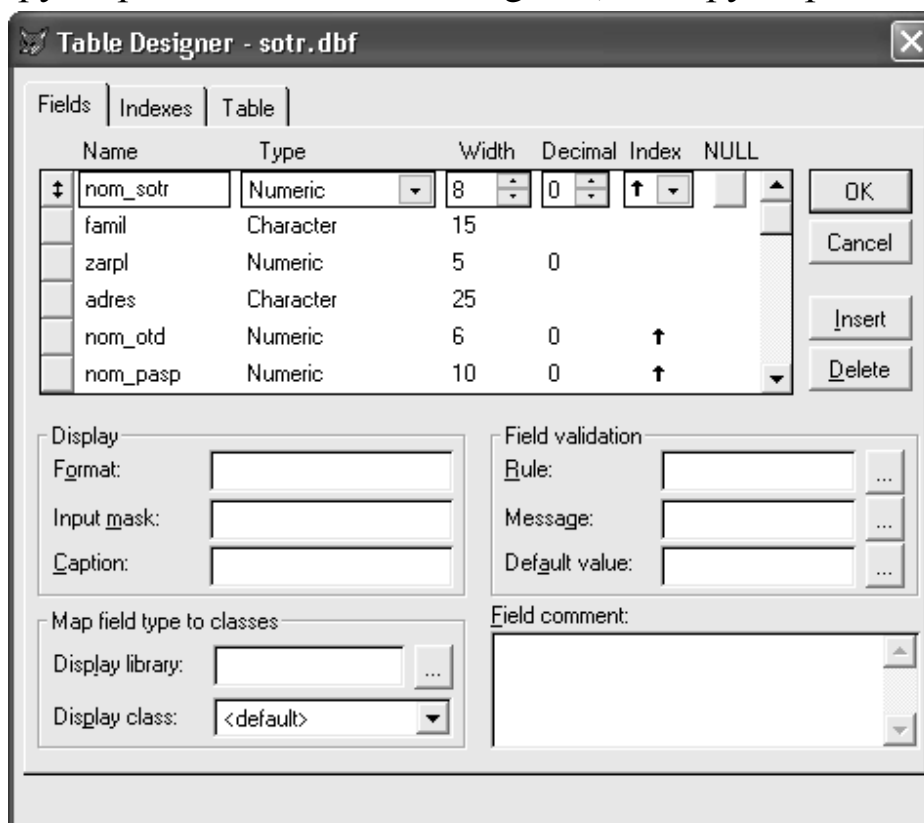 Table Designer - sotr.dbf
Fields Indexes Table
Name Type Width Decimal Index NULL
nom_sotr Numeric 8 0 ↑
famil Character 15
zarpl Numeric 5 0
adres Character 25
nom_otd Numeric 6 0 ↑
nom_pasp Numeric 10 0 ↑
OK
Cancel
Insert
Delete
Display
Format:
Input mask:
Caption:
Field validation
Rule: ...
Message: ...
Default value: ...
Map field type to classes
Display library: ...
Display class: <default>
Field comment: